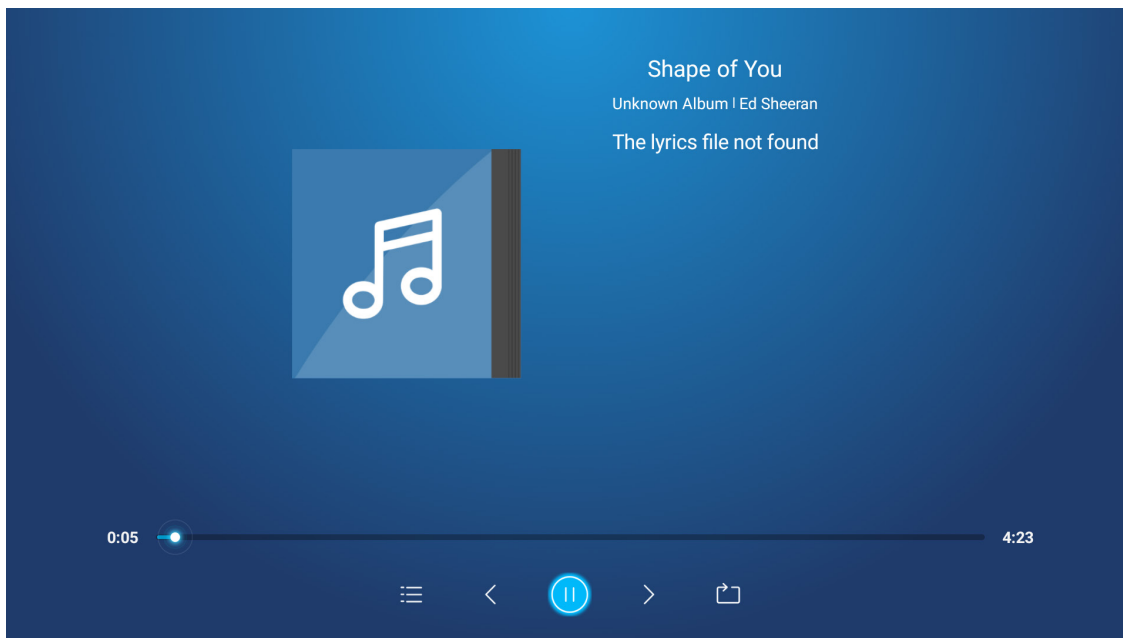 Shape of You
Unknown Album | Ed Sheeran
The lyrics file not found
0:05
4:23